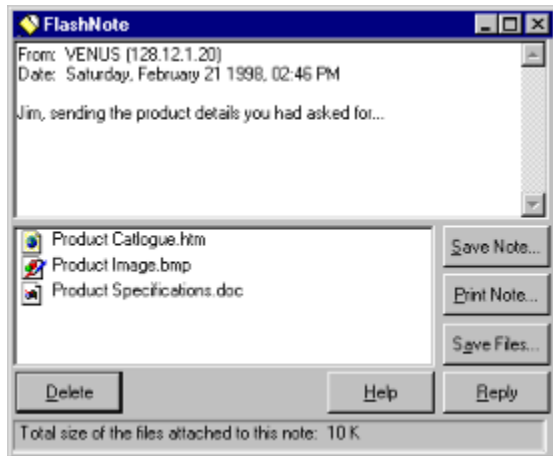 FlashNote
From: VENUS (128.12.1.20)
Date: Saturday, February 21 1998, 02:46 PM
Jim, sending the product details you had asked for...
Product Catlogue.htm
Product Image.bmp
Product Specifications.doc
Save Note...
Print Note...
Save Files...
Delete
Help
Reply
Total size of the files attached to this note: 10 K